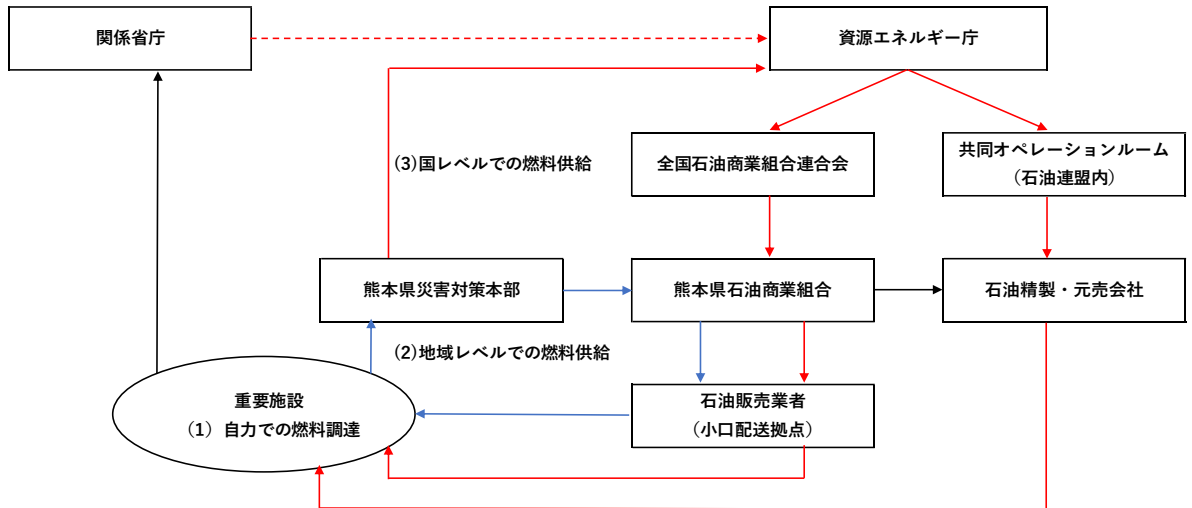 関係省庁
資源エネルギー庁
(3)国レベルでの燃料供給
全国石油商業組合連合会
共同オペレーションルーム
（石油連盟内）
熊本県災害対策本部
熊本県石油商業組合
石油精製・元売会社
(2)地域レベルでの燃料供給
重要施設
（1）自力での燃料調達
石油販売業者
（小口配送拠点）